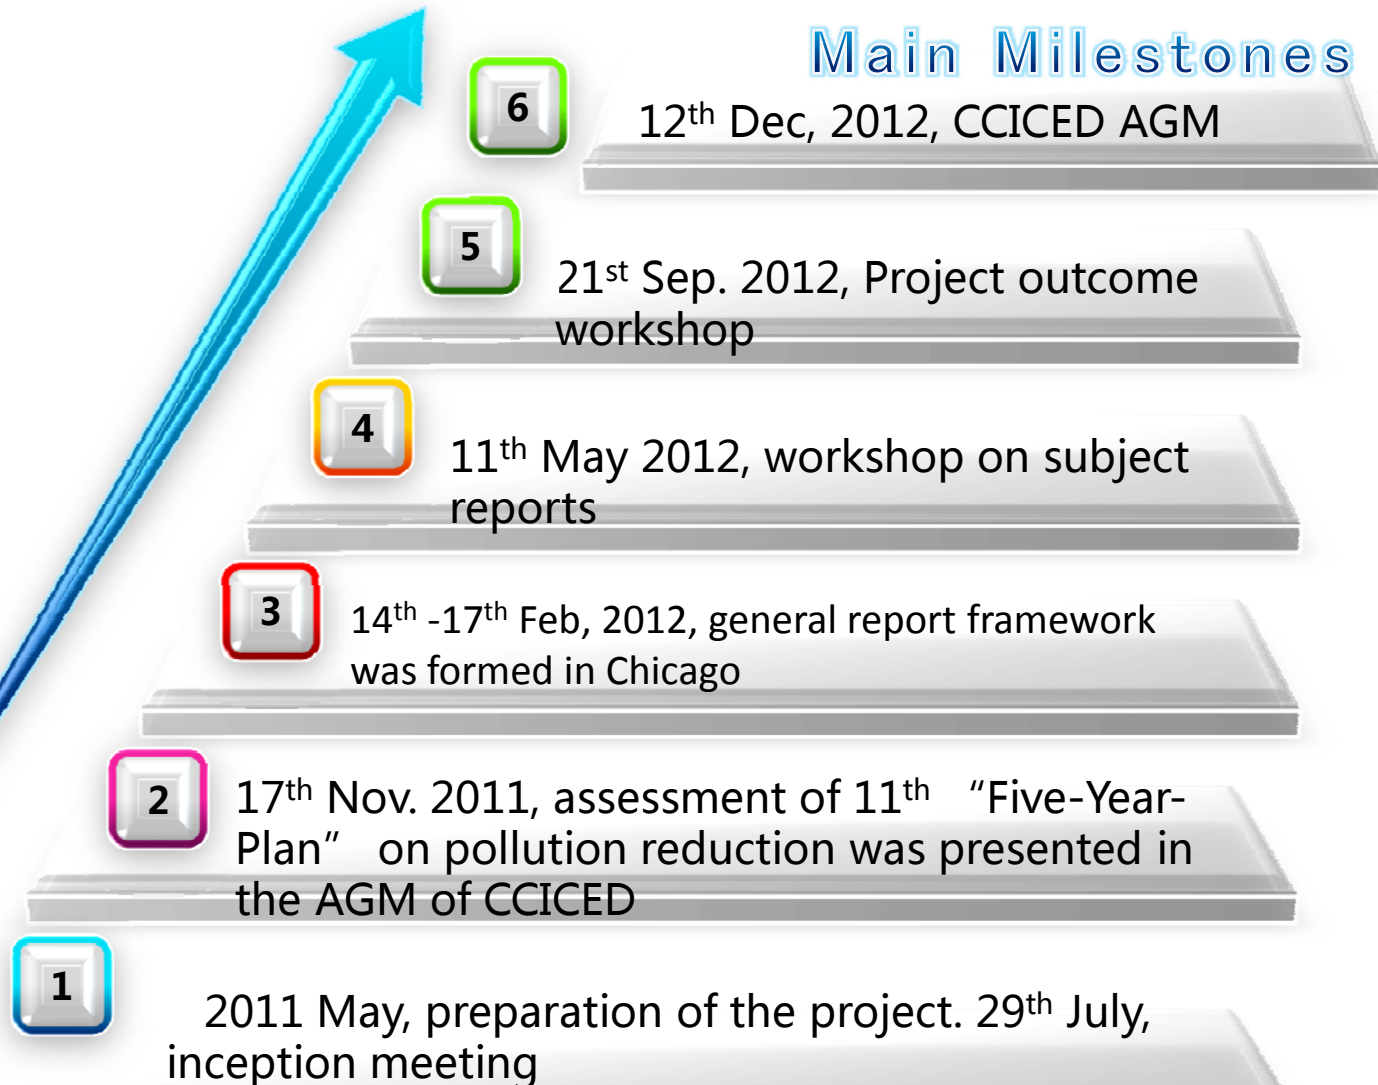 Main Milestones
6
12th Dec, 2012, CCICED AGM
5
21st Sep. 2012, Project outcome
workshop
4
11th May 2012, workshop on subject
reports
3
14th -17th Feb, 2012, general report framework
was formed in Chicago
2
17th Nov. 2011, assessment of 11th “Five-Year-
Plan” on pollution reduction was presented in
the AGM of CCICED
1
2011 May, preparation of the project. 29th July,
inception meeting